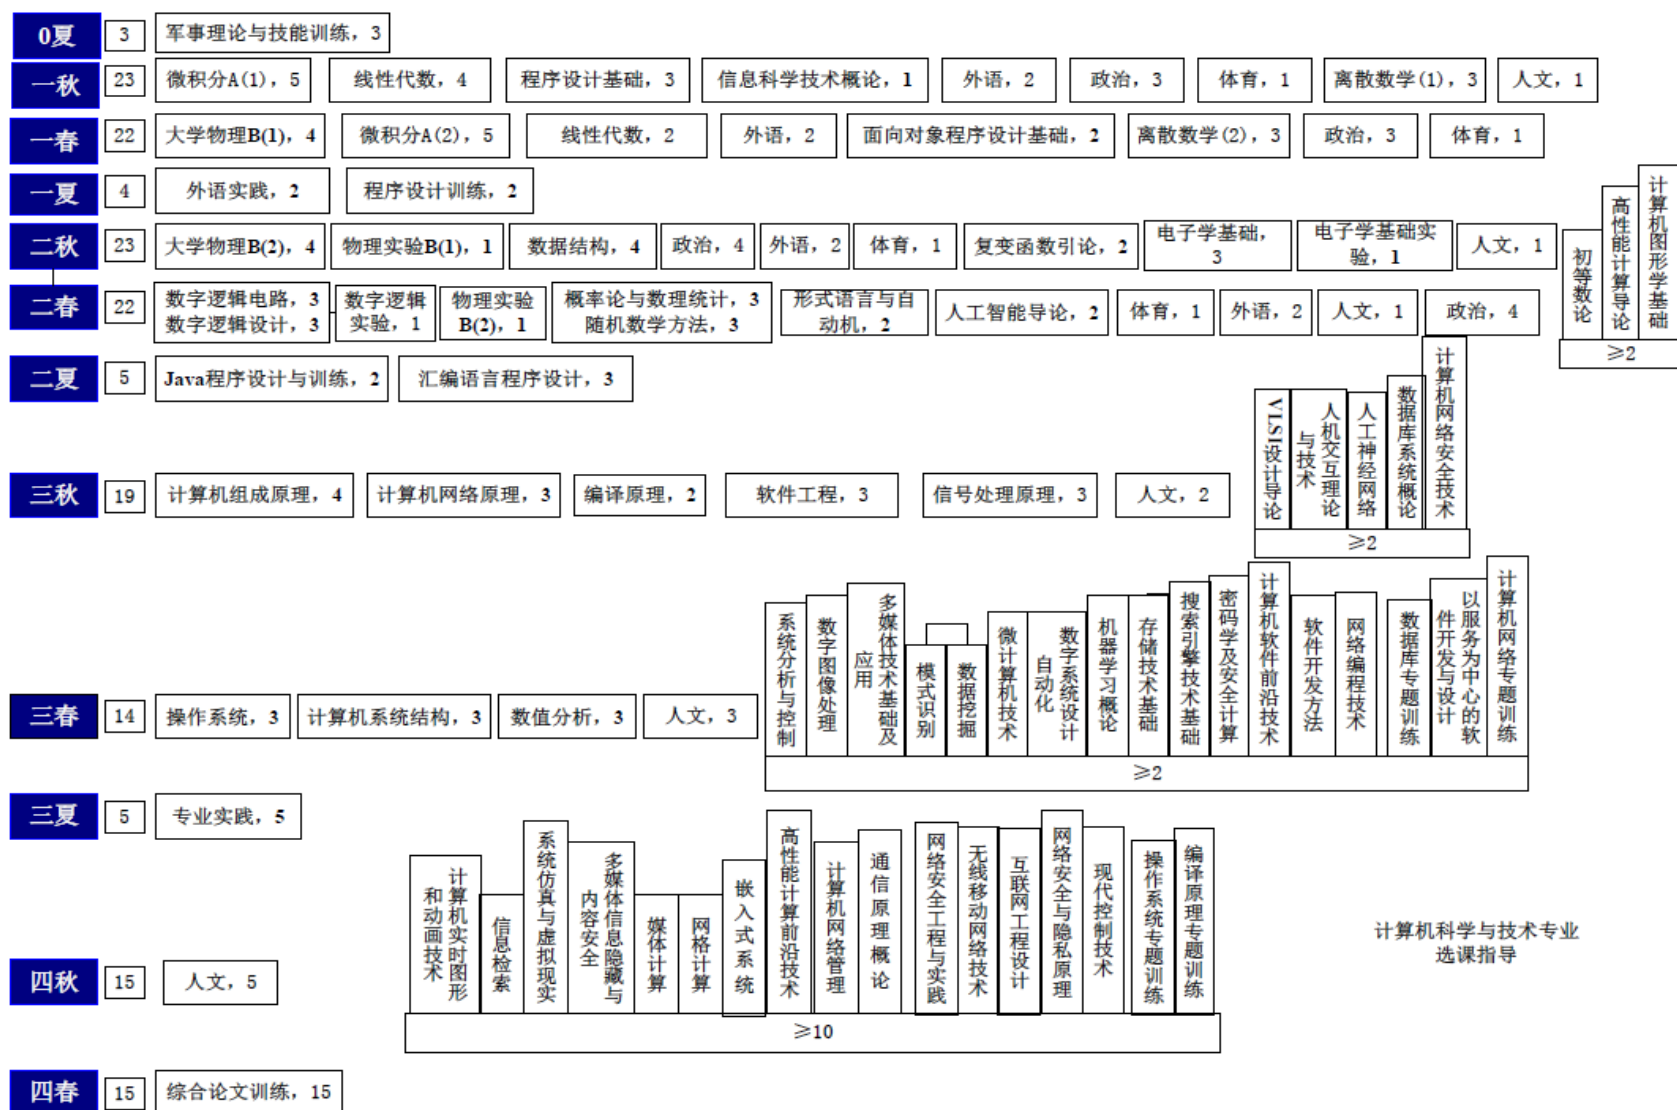 0夏
3
军事理论与技能训练，3
一秋
23
微积分A(1)，5
线性代数，4
程序设计基础，3
信息科学技术概论，1
外语，2
政治，3
体育，1
离散数学(1)，3
人文，1
一春
22
大学物理B(1)，4
微积分A(2)，5
线性代数，2
外语，2
面向对象程序设计基础，2
离散数学(2)，3
政治，3
体育，1
一夏
4
外语实践，2
程序设计训练，2
二秋
23
大学物理B(2)，4
物理实验B(1)，1
数据结构，4
政治，4
外语，2
体育，1
复变函数引论，2
电子学基础，
3
电子学基础实
验，1
人文，1
初等数论
高性能计算导论
计算机图形学基础
≥2
二春
22
数字逻辑电路，3
数字逻辑设计，3
数字逻辑
实验，1
物理实验
B(2)，1
概率论与数理统计，3
随机数学方法，3
形式语言与自
动机，2
人工智能导论，2
体育，1
外语，2
人文，1
政治，4
二夏
5
Java程序设计与训练，2
汇编语言程序设计，3
三秋
19
计算机组成原理，4
计算机网络原理，3
编译原理，2
软件工程，3
信号处理原理，3
人文，2
VLSI设计导论
人机交互理论
与技术
人工神经网络
数据库系统概论
计算机网络安全技术
≥2
三春
14
操作系统，3
计算机系统结构，3
数值分析，3
人文，3
系统分析与控制
数字图像处理
多媒体技术基础及
应用
模式识别
数据挖掘
微计算机技术
数字系统设计
自动化
机器学习概论
存储技术基础
搜索引擎技术基础
密码学及安全计算
计算机软件前沿技术
软件开发方法
网络编程技术
数据库专题训练
以服务为中心的软
件开发与设计
计算机网络专题训练
≥2
三夏
5
专业实践，5
四秋
15
人文，5
计算机实时图形
和动画技术
信息检索
系统仿真与虚拟现实
多媒体信息隐藏与
内容安全
媒体计算
网格计算
嵌入式系统
高性能计算前沿技术
计算机网络管理
通信原理概论
网络安全工程与实践
无线移动网络技术
互联网工程设计
网络安全与隐私原理
现代控制技术
操作系统专题训练
编译原理专题训练
≥10
计算机科学与技术专业
选课指导
四春
15
综合论文训练，15